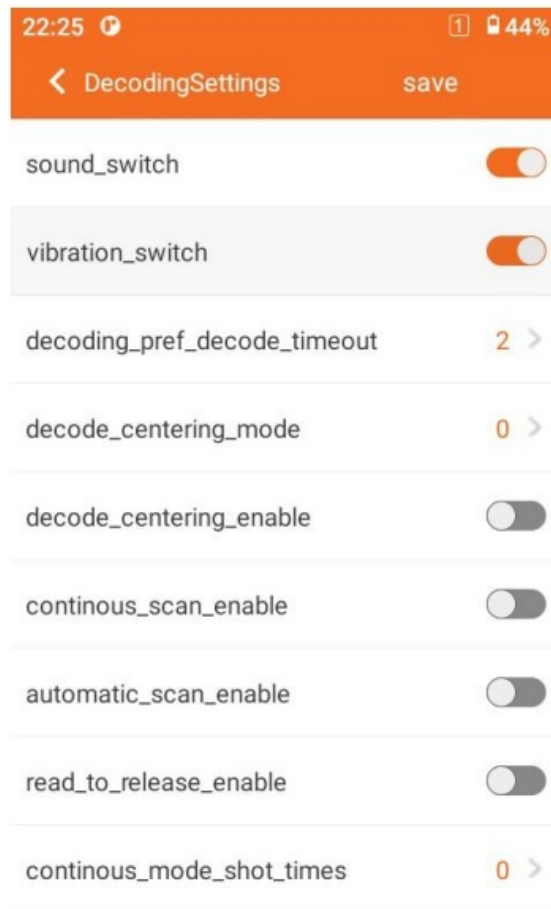 22:25 1 44%
DecodingSettings save
sound_switch
vibration_switch
decoding_pref_decode_timeout 2
decode_centering_mode 0
decode_centering_enable
continous_scan_enable
automatic_scan_enable
read_to_release_enable
continous_mode_shot_times 0